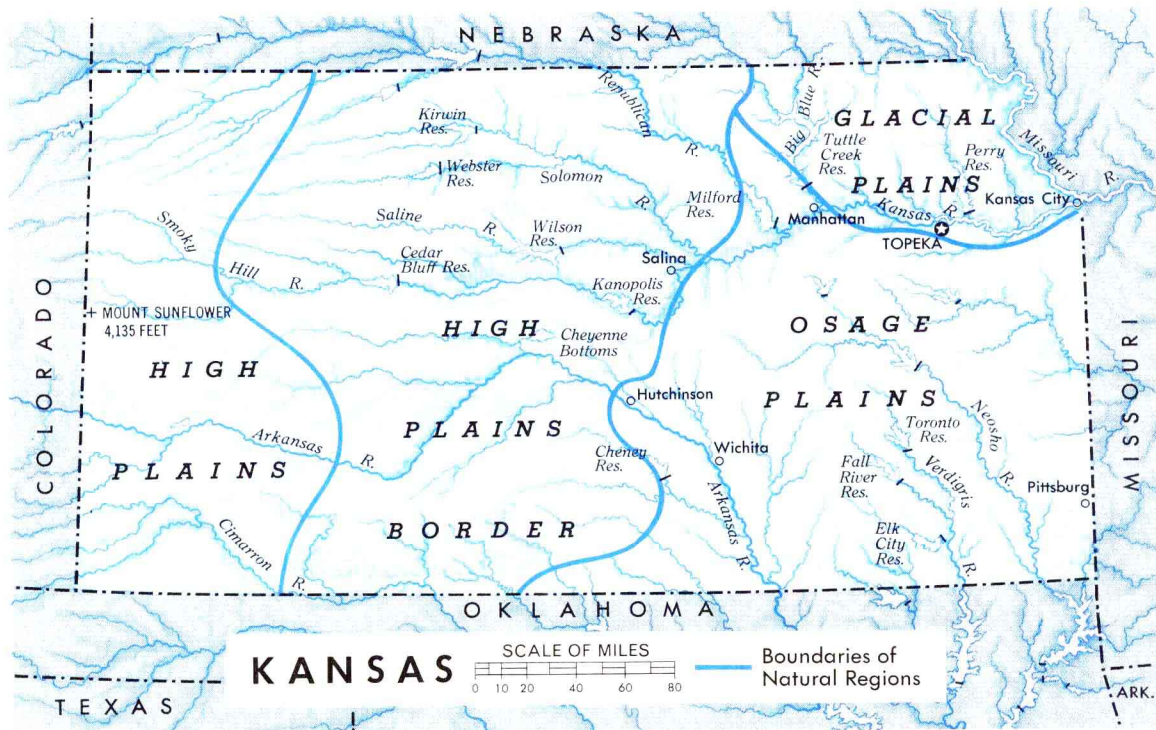 NEBRASKA
Republican
R.
Kirwin
Res.
Webster
Res.
Solomon
R.
Big Blue R.
Tuttle
Creek
Res.
GLACIAL
PLAINS
Perry
Res.
Missouri
R.
Kansas City
Kansas
R.
Manhattan
TOPEKA
Milford
Res.
Saline
R.
Wilson
Res.
Smoky
Hill
R.
Cedar
Bluff Res.
Salina
Kanopolis
Res.
COLORADO
+ MOUNT SUNFLOWER
4,135 FEET
HIGH
PLAINS
HIGH
PLAINS
BORDER
Cheyenne
Bottoms
Hutchinson
OSAGE
PLAINS
MISSOURI
Arkansas
R.
Cheney
Res.
Wichita
Arkansas
R.
Toronto
Res.
Neosho
R.
Fall
River
Res.
Verdigris
R.
Pittsburg
Elk
City
Res.
Cimarron
R.
OKLAHOMA
KANSAS
SCALE OF MILES
0 10 20 40 60 80
Boundaries of
Natural Regions
TEXAS
ARK.